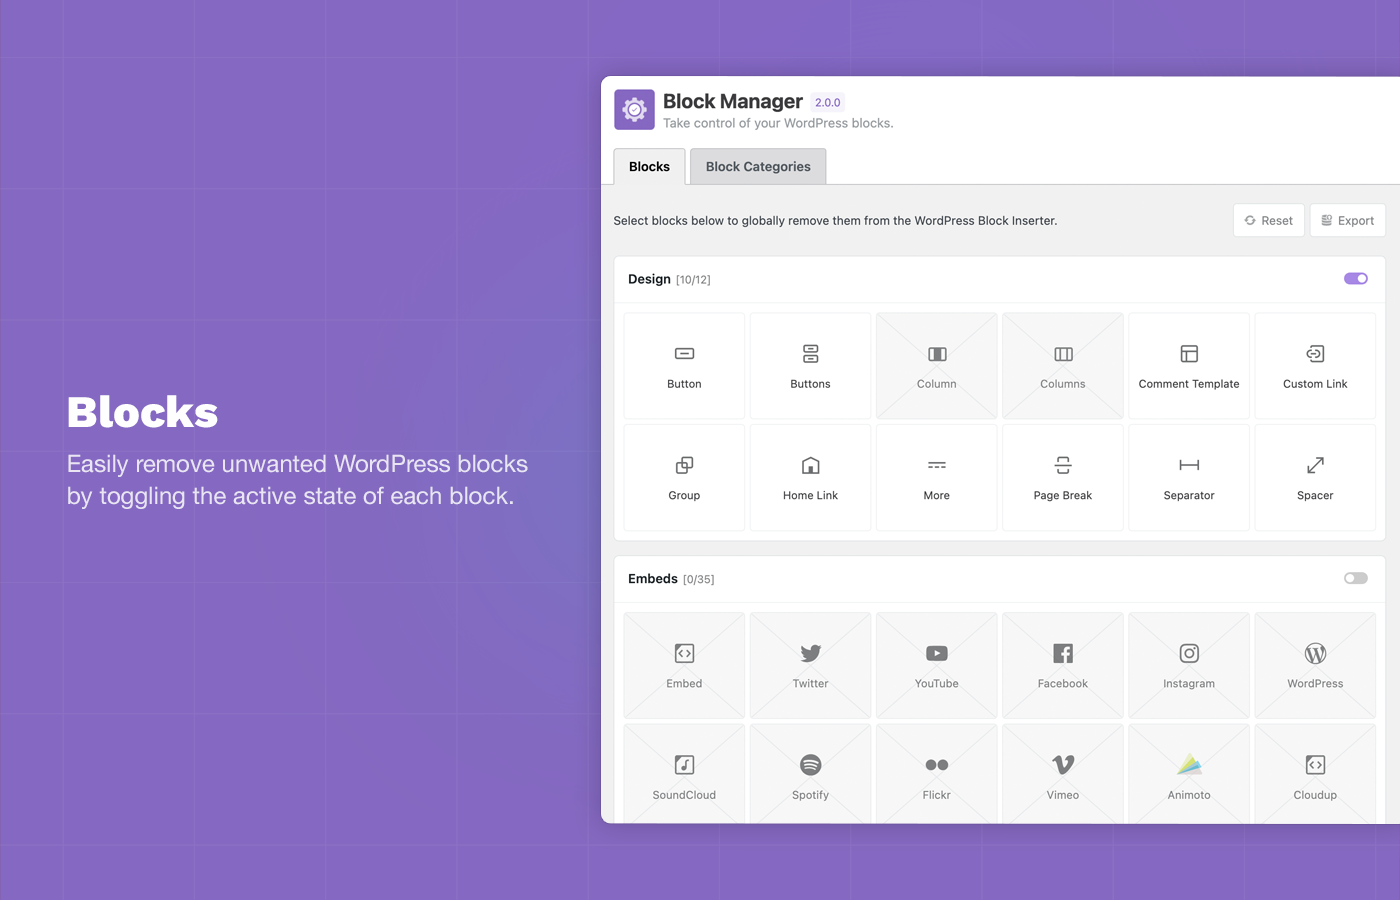 Blocks
Easily remove unwanted WordPress blocks
by toggling the active state of each block.
Block Manager 2.0.0
Take control of your WordPress blocks.
Blocks Block Categories
Select blocks below to globally remove them from the WordPress Block Inserter. Reset Export
Design [10/12]
Button Buttons Column Columns Comment Template Custom Link
Group Home Link More Page Break Separator Spacer
Embeds [0/35]
Embed Twitter YouTube Facebook Instagram WordPress
SoundCloud Spotify Flickr Vimeo Animoto Cloudup